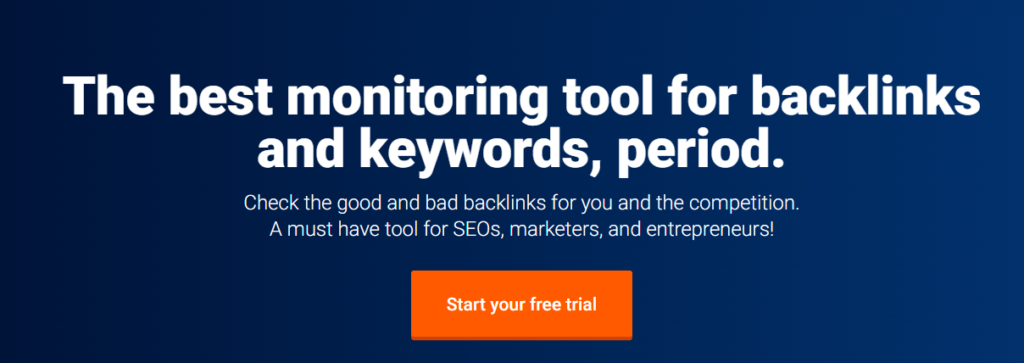 The best monitoring tool for backlinks
and keywords, period.
Check the good and bad backlinks for you and the competition.
A must have tool for SEOs, marketers, and entrepreneurs!
Start your free trial